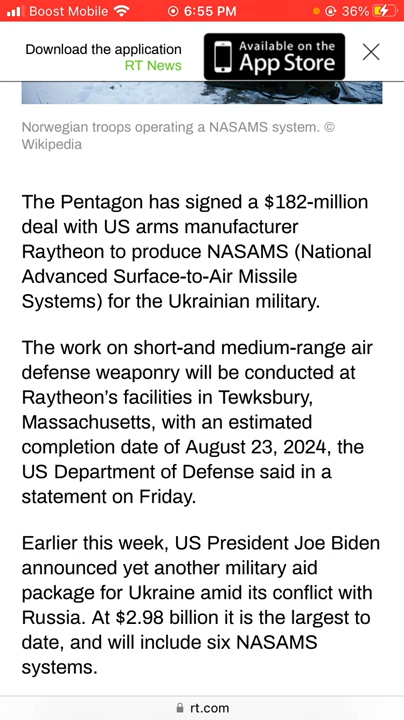 Boost Mobile 6:55 PM 36%
Download the application
RT News
Available on the
App Store
Norwegian troops operating a NASAMS system. ©
Wikipedia
The Pentagon has signed a $182-million
deal with US arms manufacturer
Raytheon to produce NASAMS (National
Advanced Surface-to-Air Missile
Systems) for the Ukrainian military.
The work on short-and medium-range air
defense weaponry will be conducted at
Raytheon's facilities in Tewksbury,
Massachusetts, with an estimated
completion date of August 23, 2024, the
US Department of Defense said in a
statement on Friday.
Earlier this week, US President Joe Biden
announced yet another military aid
package for Ukraine amid its conflict with
Russia. At $2.98 billion it is the largest to
date, and will include six NASAMS
systems.
rt.com